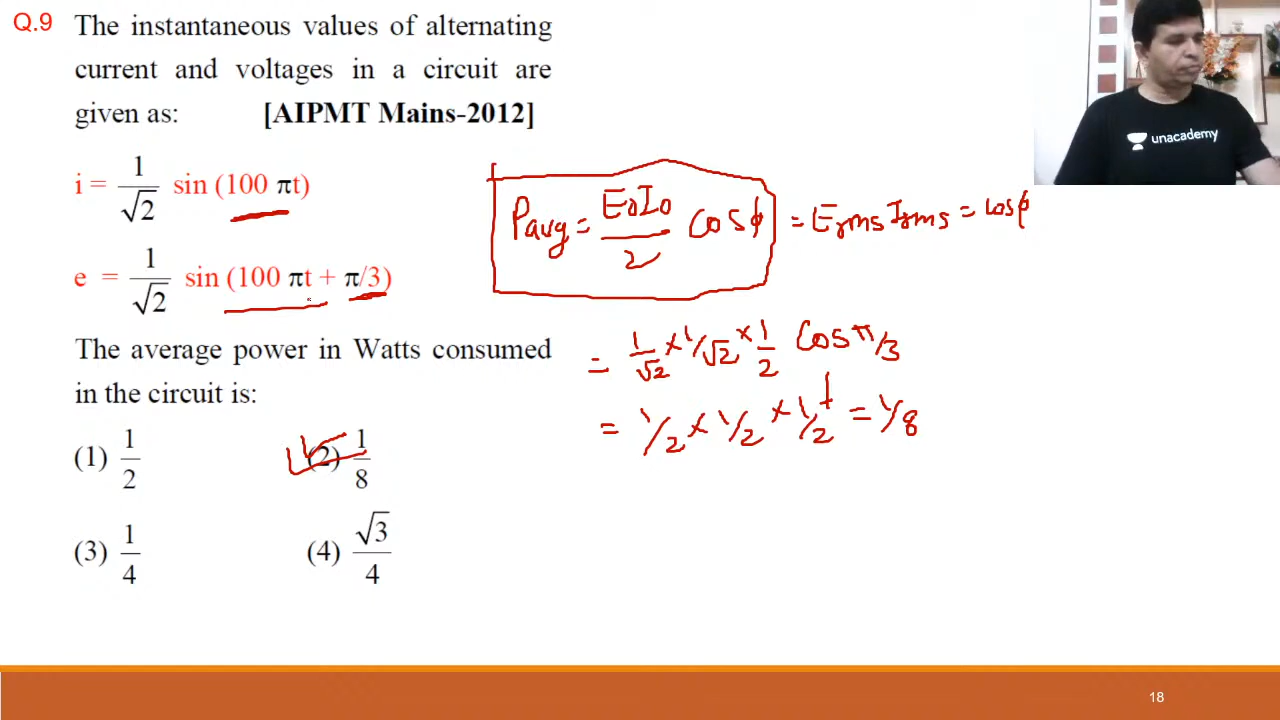 Q.9 The instantaneous values of alternating
current and voltages in a circuit are
given as: [AIPMT Mains-2012]
i = 1/√2 sin (100 πt)
e = 1/√2 sin (100 πt + π/3)
The average power in Watts consumed
in the circuit is:
(1) 1/2 (2) 1/8
(3) 1/4 (4) √3/4
Pavg = E0I0/2 cosϕ = Erms Irms = cosϕ
= 1/√2 × 1/√2 × 1/2 cos π/3
= 1/2 × 1/2 × 1/2 = 1/8
unacademy
18